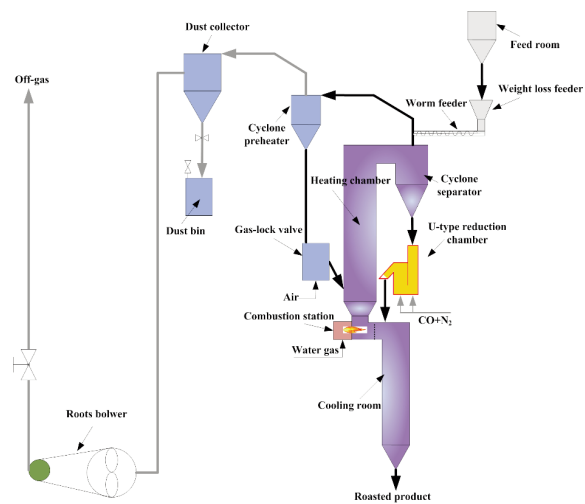 Dust collector
Feed room
Off-gas
Weight loss feeder
Worm feeder
Cyclone
preheater
Cyclone
separator
Heating chamber
U-type reduction
chamber
Dust bin
Gas-lock valve
Air
CO+N₂
Combustion station
Water gas
Cooling room
Roots bolwer
Roasted product